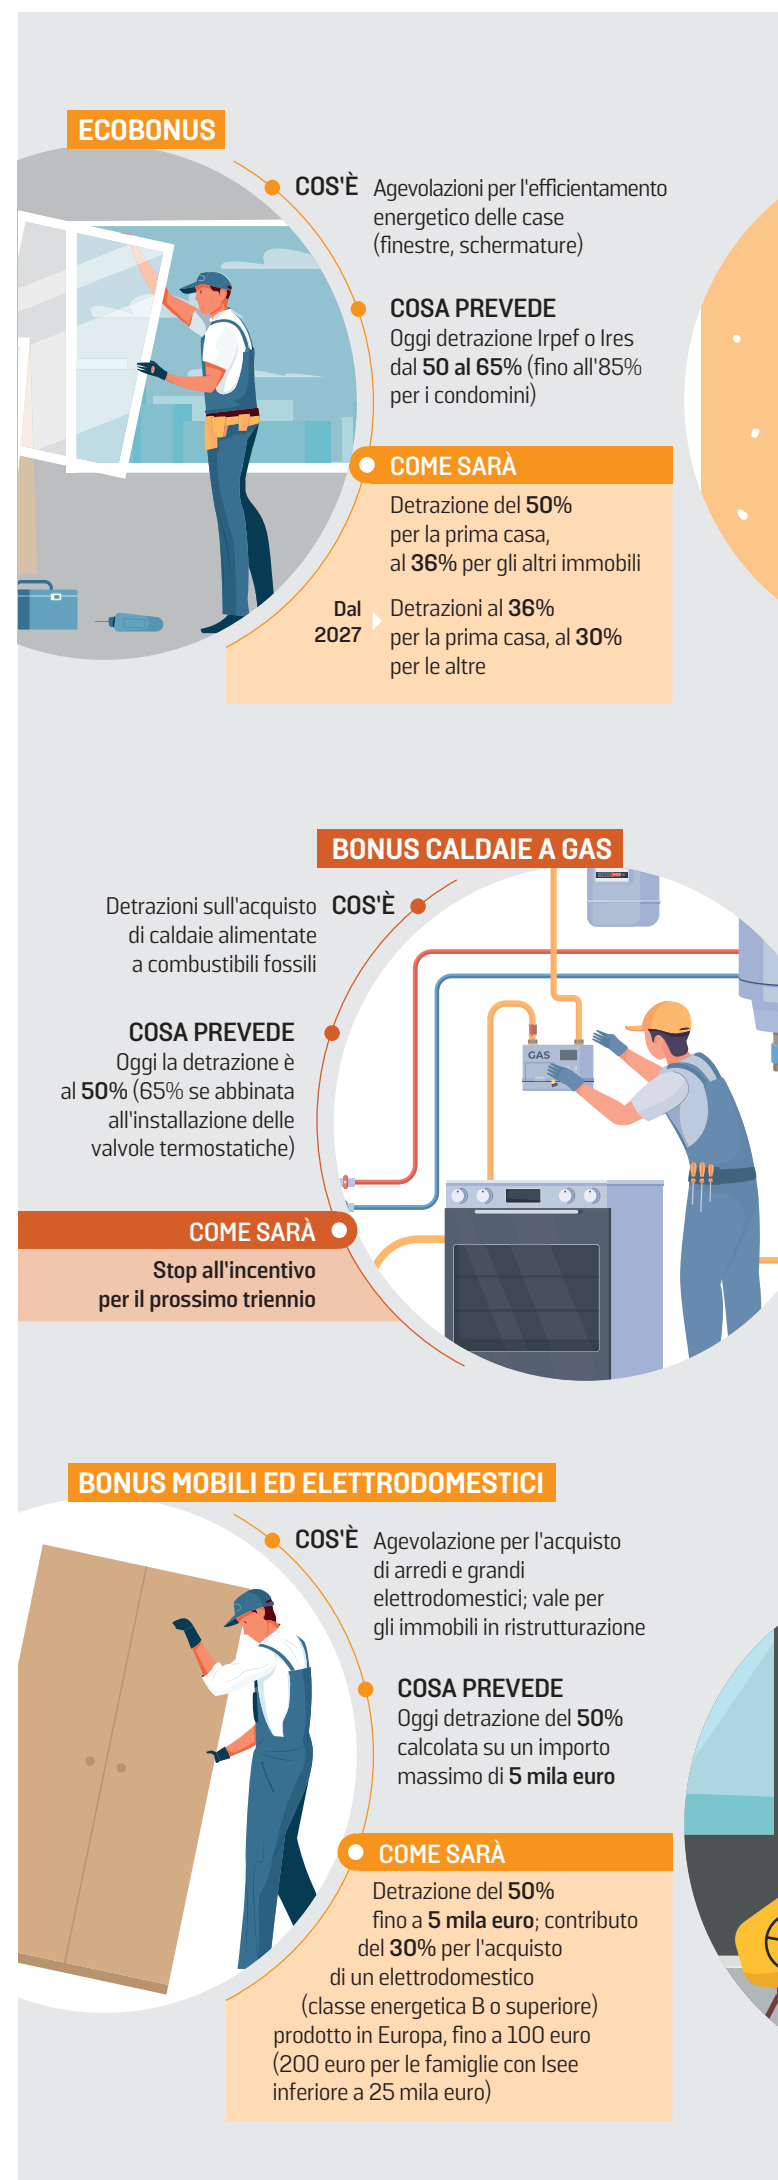 ECOBONUS
COS'È
Agevolazioni per l'efficientamento
energetico delle case
(finestre, schermature)
COSA PREVEDE
Oggi detrazione Irpef o Ires
dal 50 al 65% (fino all'85%
per i condomini)
COME SARÀ
Detrazione del 50%
per la prima casa,
al 36% per gli altri immobili
Dal
2027
Detrazioni al 36%
per la prima casa, al 30%
per le altre
BONUS CALDAIE A GAS
COS'È
Detrazioni sull'acquisto
di caldaie alimentate
a combustibili fossili
COSA PREVEDE
Oggi la detrazione è
al 50% (65% se abbinata
all'installazione delle
valvole termostatiche)
GAS
COME SARÀ
Stop all'incentivo
per il prossimo triennio
BONUS MOBILI ED ELETTRODOMESTICI
COS'È
Agevolazione per l'acquisto
di arredi e grandi
elettrodomestici; vale per
gli immobili in ristrutturazione
COSA PREVEDE
Oggi detrazione del 50%
calcolata su un importo
massimo di 5 mila euro
COME SARÀ
Detrazione del 50%
fino a 5 mila euro; contributo
del 30% per l'acquisto
di un elettrodomestico
(classe energetica B o superiore)
prodotto in Europa, fino a 100 euro
(200 euro per le famiglie con Isee
inferiore a 25 mila euro)